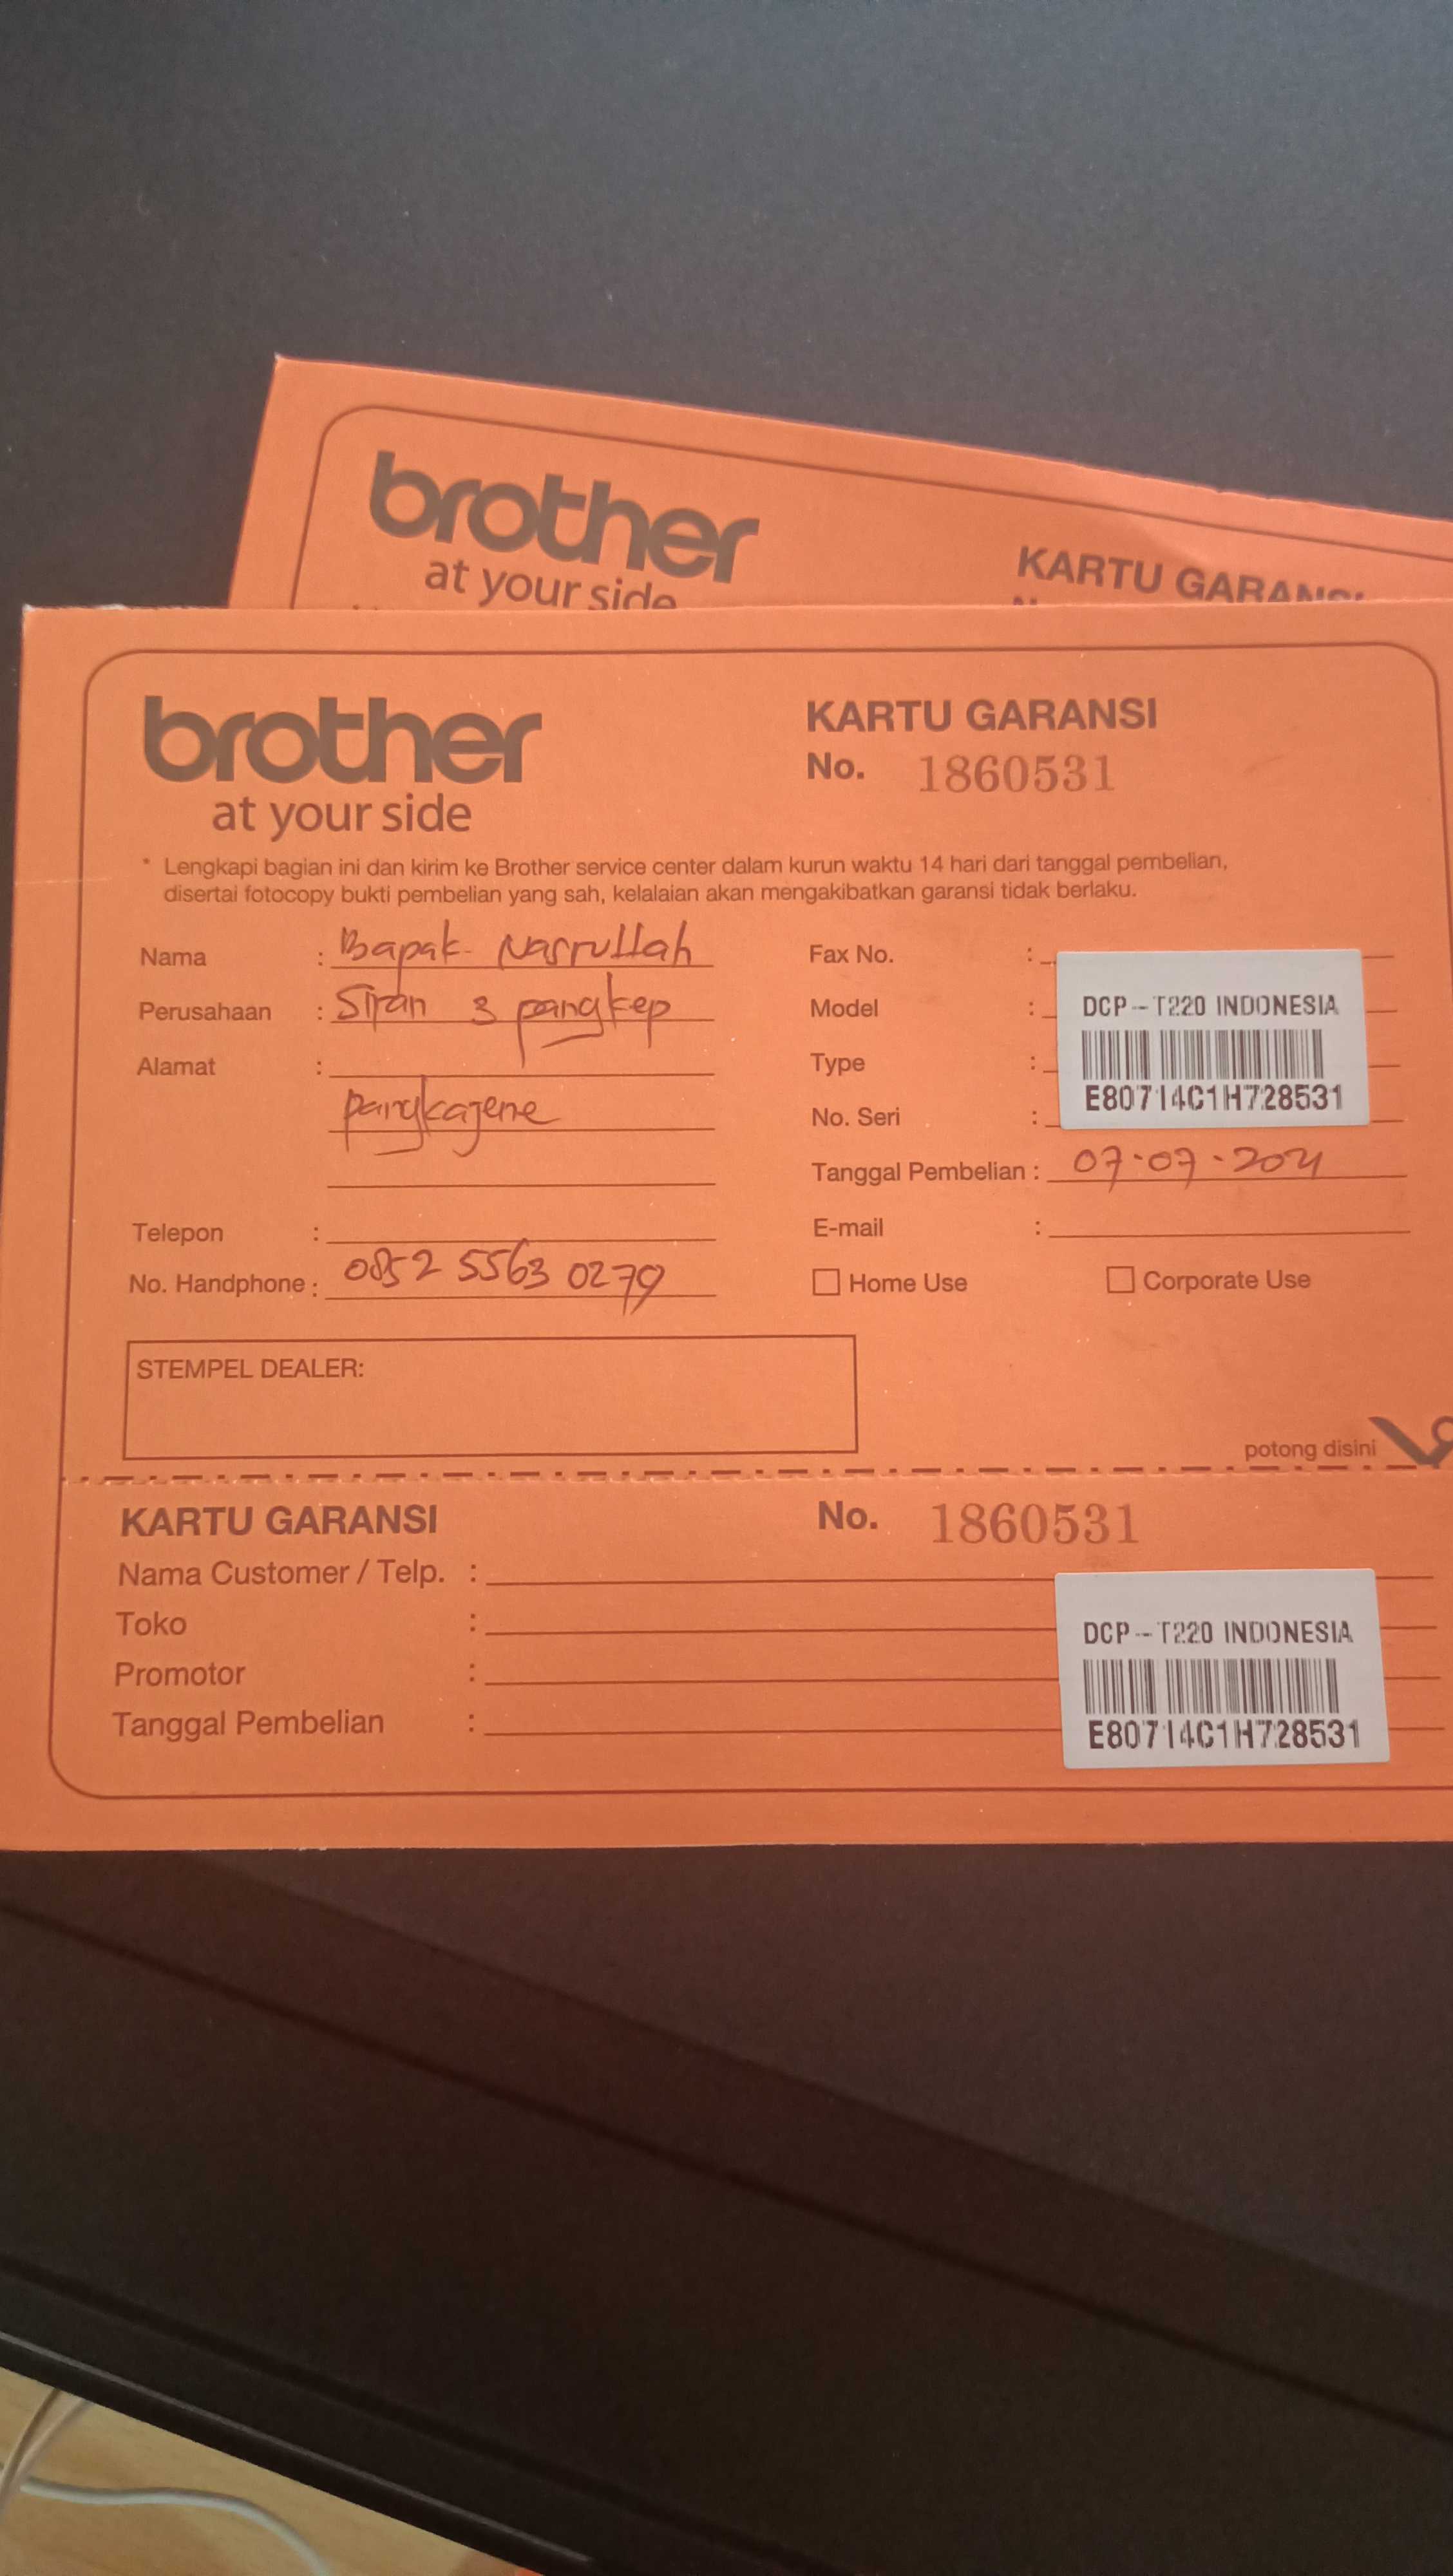 brother
at your side
KARTU GARANSI
brother
at your side
KARTU GARANSI
No. 1860531
* Lengkapi bagian ini dan kirim ke Brother service center dalam kurun waktu 14 hari dari tanggal pembelian,
disertai fotocopy bukti pembelian yang sah, kelalaian akan mengakibatkan garansi tidak berlaku.
Nama : Bapak Nasrullah
Perusahaan : 3 pangkep
Alamat :
pangkajene
Telepon :
No. Handphone : 0852 5563 0279
Fax No. :
Model :
Type :
No. Seri :
DCP-T220 INDONESIA
E80714C1H728531
Tanggal Pembelian : 07.07.2021
E-mail :
Home Use
Corporate Use
STEMPEL DEALER:
potong disini
KARTU GARANSI
No. 1860531
Nama Customer / Telp. :
Toko :
Promotor :
Tanggal Pembelian :
DCP-T220 INDONESIA
E80714C1H728531